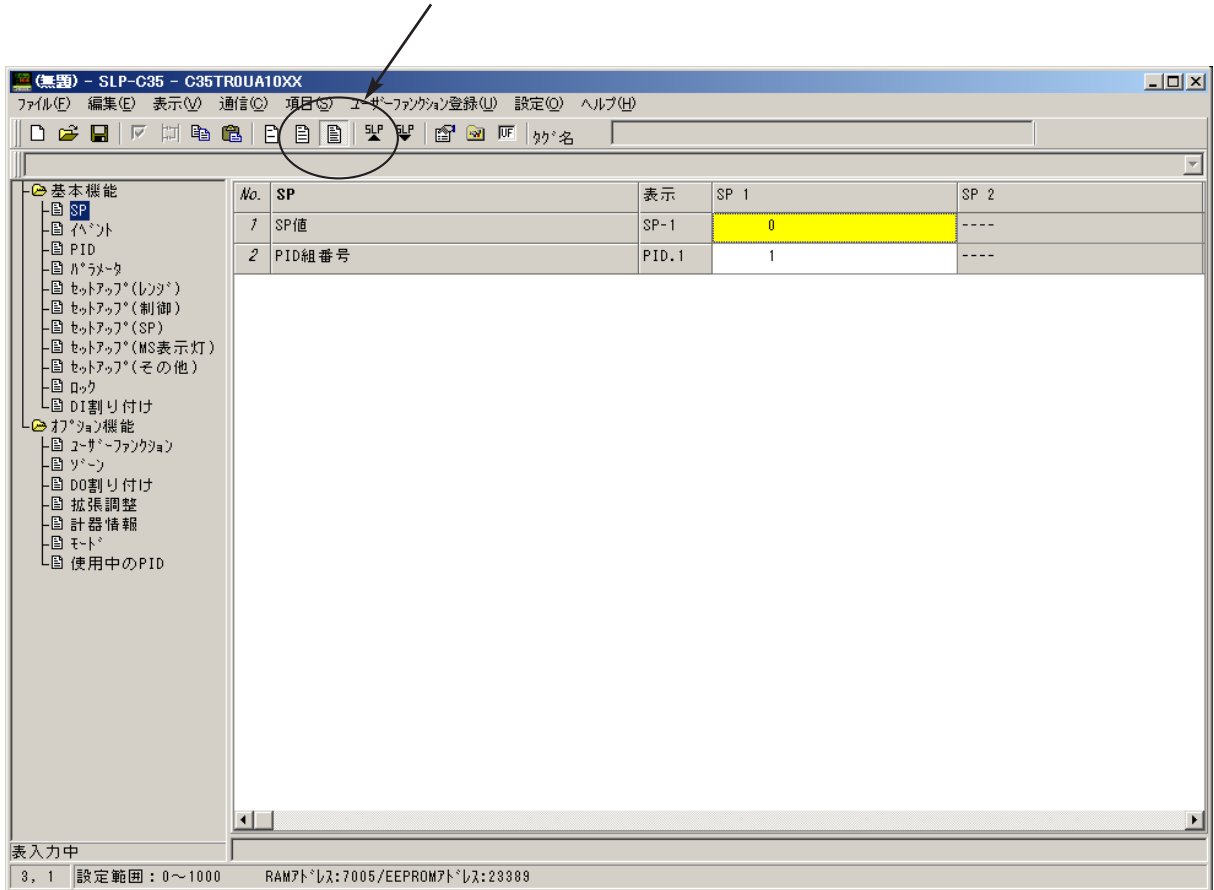 (無題) - SLP-C35 - C35TR0UA10XX
ファイル(F) 編集(E) 表示(V) 通信(C) 項目(S) ユーザーファンクション登録(U) 設定(O) ヘルプ(H)
SLP SLP UF タグ名
基本機能
SP
イベント
PID
パラメータ
セットアップ(レンジ)
セットアップ(制御)
セットアップ(SP)
セットアップ(MS表示灯)
セットアップ(その他)
ロック
DI割り付け
オプション機能
ユーザーファンクション
ゾーン
DO割り付け
拡張調整
計器情報
モード
使用中のPID
No. SP 表示 SP 1 SP 2
1 SP値 SP-1 0 ----
2 PID組番号 PID.1 1 ----
表入力中
3, 1 設定範囲:0~1000 RAMアドレス:7005/EEPROMアドレス:23389